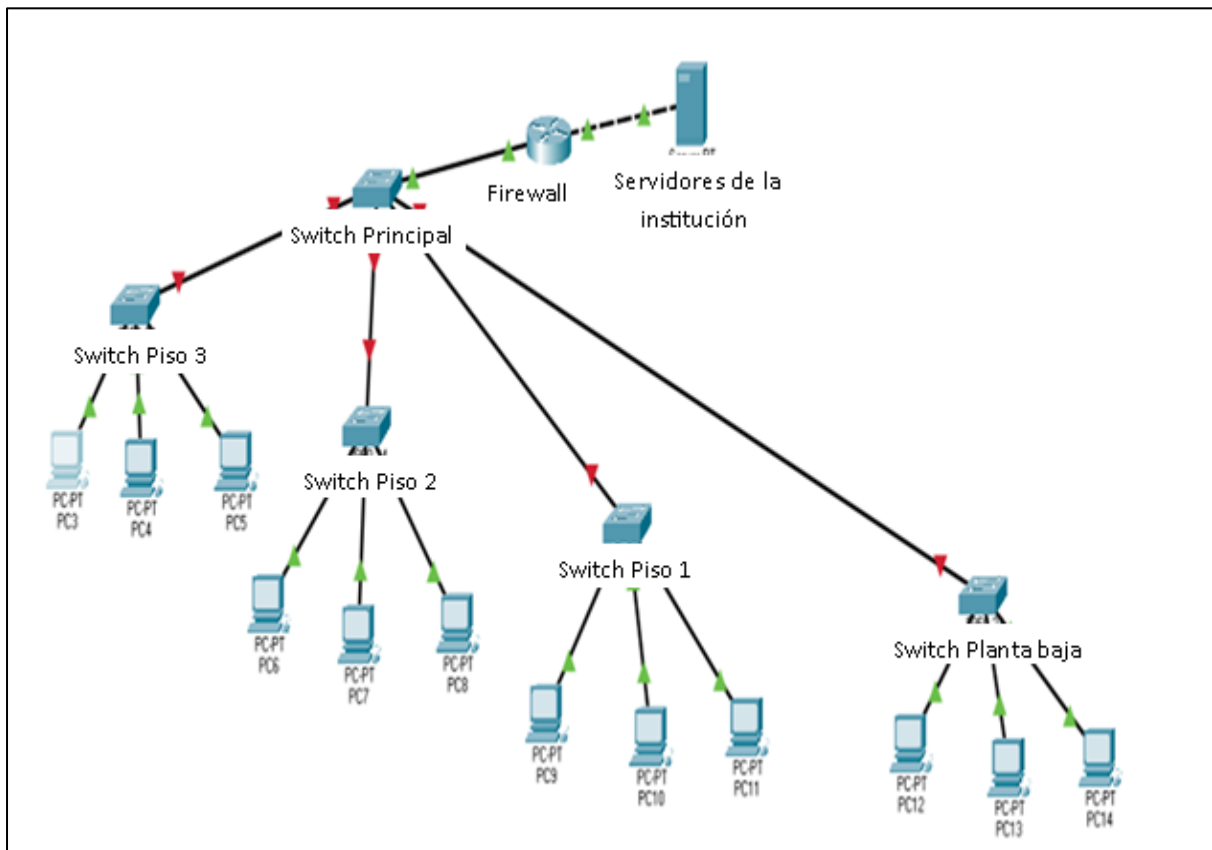 Servidores de la
institución
Firewall
Switch Principal
Switch Piso 3
PC-PT
PC3
PC-PT
PC4
PC-PT
PC5
Switch Piso 2
PC-PT
PC6
PC-PT
PC7
PC-PT
PC8
Switch Piso 1
PC-PT
PC9
PC-PT
PC10
PC-PT
PC11
Switch Planta baja
PC-PT
PC12
PC-PT
PC13
PC-PT
PC14